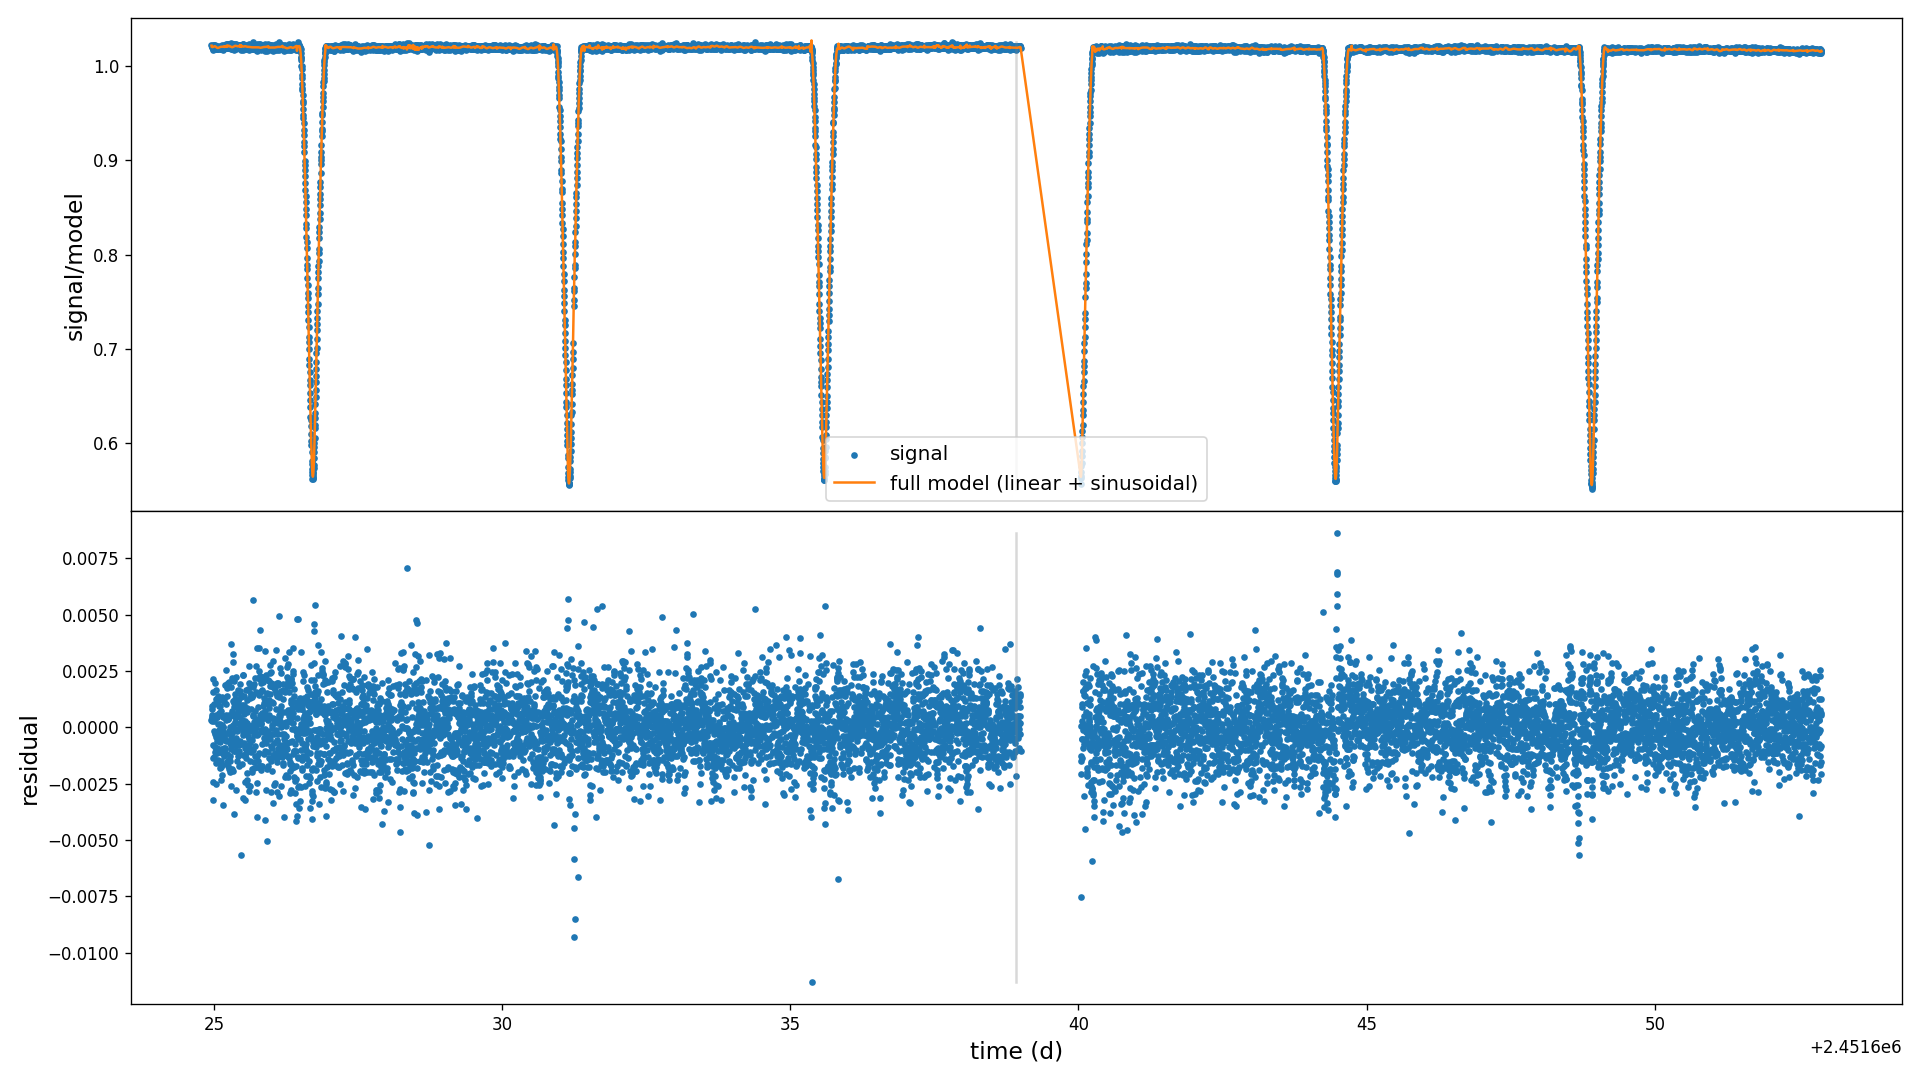 1.0
0.9
0.8
0.7
0.6
signal/model
signal
full model (linear + sinusoidal)
0.0075
0.0050
0.0025
0.0000
−0.0025
−0.0050
−0.0075
−0.0100
residual
25 30 35 40 45 50
time (d)
+2.4516e6